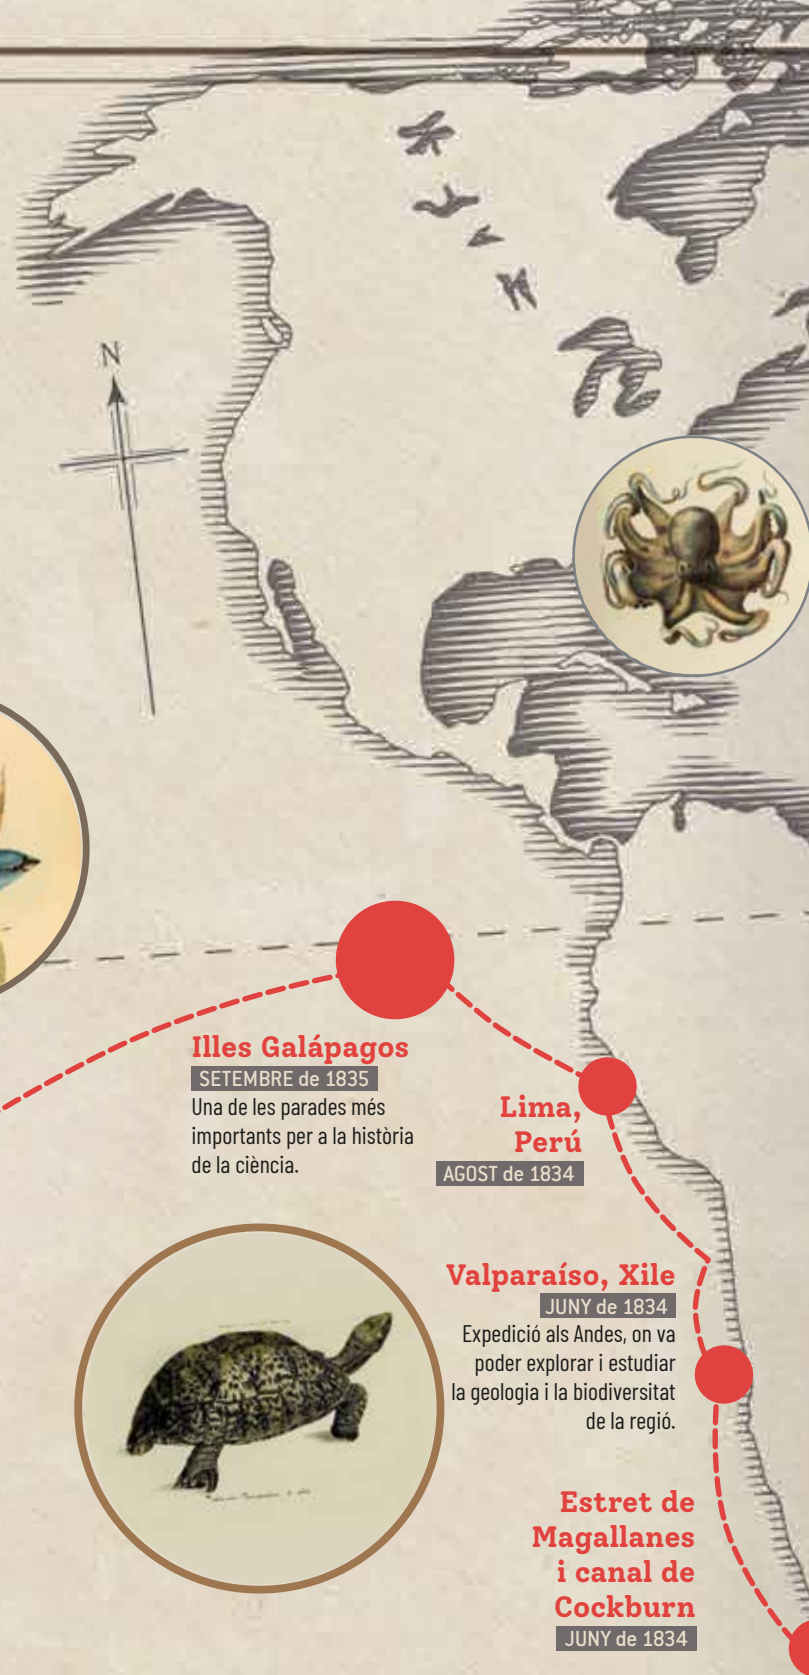 N
Illes Galápagos
SETEMBRE de 1835
Una de les parades més
importants per a la història
de la ciència.
Lima,
Perú
AGOST de 1834
Valparaíso, Xile
JUNY de 1834
Expedició als Andes, on va
poder explorar i estudiar
la geologia i la biodiversitat
de la regió.
Estret de
Magallanes
i canal de
Cockburn
JUNY de 1834